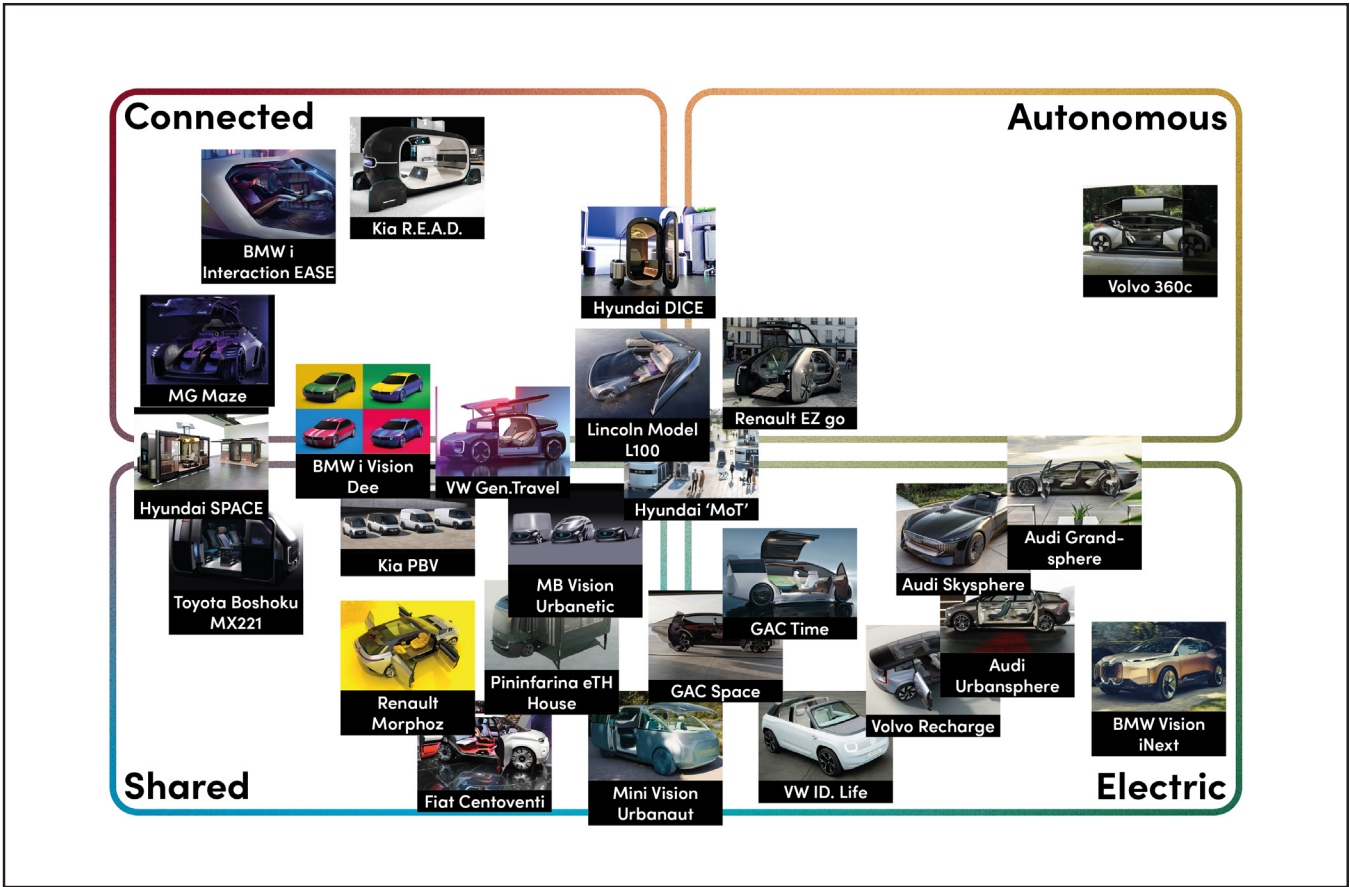 Connected
Autonomous
Kia R.E.A.D.
BMW i
Interaction EASE
Volvo 360c
Hyundai DICE
MG Maze
Renault EZ go
Lincoln Model
L100
BMW i Vision
Dee
VW Gen.Travel
Hyundai SPACE
Hyundai ‘MoT’
Audi Grand-
sphere
Kia PBV
MB Vision
Urbanetic
Audi Skysphere
Toyota Boshoku
MX221
GAC Time
Audi
Urbansphere
Pininfarina eTH
House
GAC Space
Renault
Morphoz
Volvo Recharge
BMW Vision
iNext
Shared
Electric
Fiat Centoventi
Mini Vision
Urbanaut
VW ID. Life